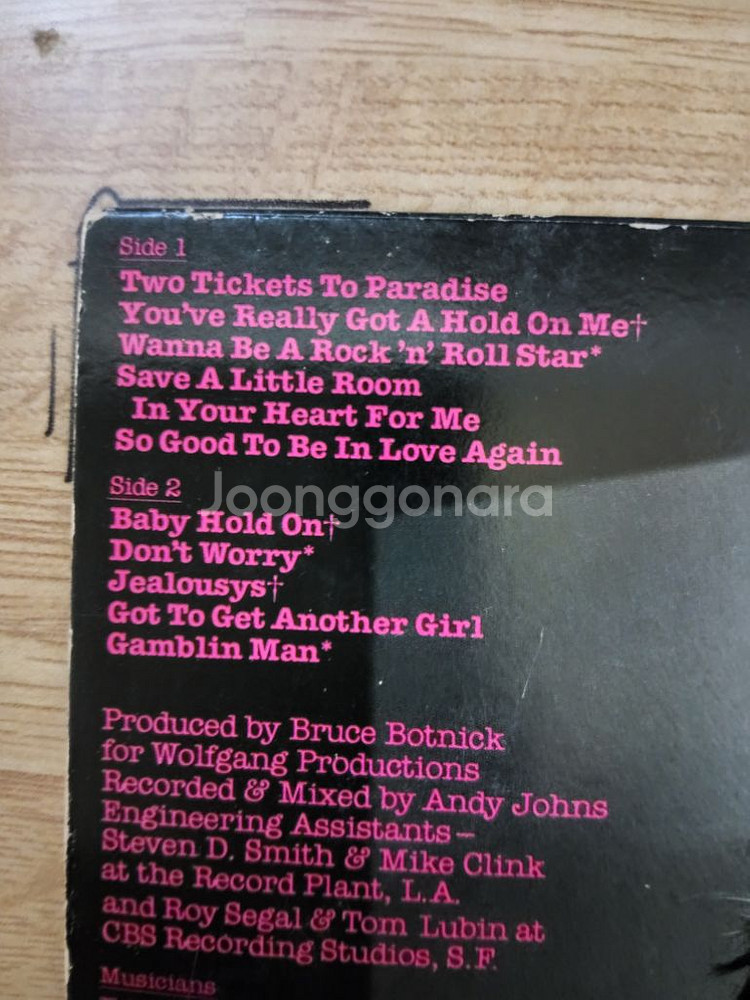 Side 1
Two Tickets To Paradise
You've Really Got A Hold On Me†
Wanna Be A Rock 'n' Roll Star*
Save A Little Room
In Your Heart For Me
So Good To Be In Love Again
Side 2
Joonggonara
Baby Hold On†
Don't Worry*
Jealousys†
Got To Get Another Girl
Gamblin Man*
Produced by Bruce Botnick
for Wolfgang Productions
Recorded & Mixed by Andy Johns
Engineering Assistants—
Steven D. Smith & Mike Clink
at the Record Plant, L.A.
and Roy Segal & Tom Lubin at
CBS Recording Studios, S.F.
Musicians